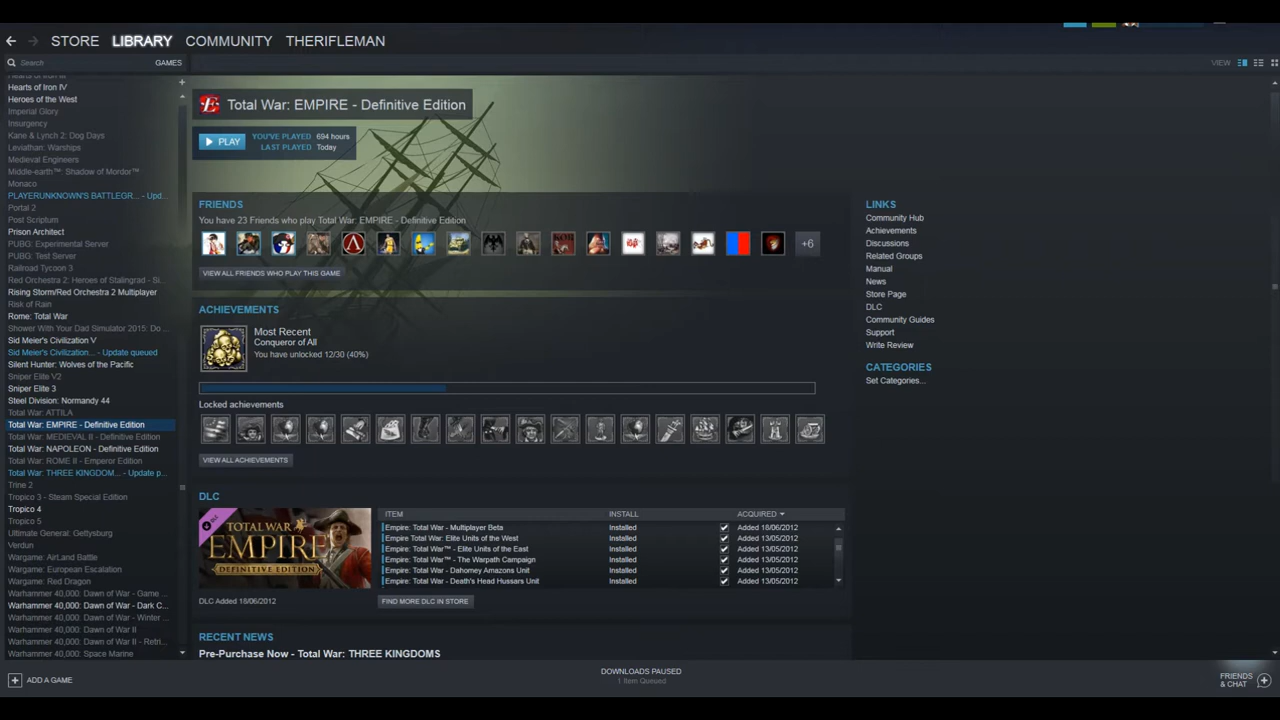 STORE LIBRARY COMMUNITY THERIFLEMAN
Search GAMES
VIEW
Hearts of Iron III
Hearts of Iron IV
Heroes of the West
Imperial Glory
Insurgency
Kane & Lynch 2: Dog Days
Leviathan: Warships
Medieval Engineers
Middle-earth™: Shadow of Mordor™
Monaco
PLAYERUNKNOWN'S BATTLEGR... - Upd...
Portal 2
Post Scriptum
Prison Architect
PUBG: Experimental Server
PUBG: Test Server
Railroad Tycoon 3
Red Orchestra 2: Heroes of Stalingrad - Si...
Rising Storm/Red Orchestra 2 Multiplayer
Risk of Rain
Rome: Total War
Shower With Your Dad Simulator 2015: Do ...
Sid Meier's Civilization V
Sid Meier's Civilization... - Update queued
Silent Hunter: Wolves of the Pacific
Sniper Elite V2
Sniper Elite 3
Steel Division: Normandy 44
Total War: ATTILA
Total War: EMPIRE - Definitive Edition
Total War: MEDIEVAL II - Definitive Edition
Total War: NAPOLEON - Definitive Edition
Total War: ROME II - Emperor Edition
Total War: THREE KINGDOM... - Update p...
Trine 2
Tropico 3 - Steam Special Edition
Tropico 4
Tropico 5
Ultimate General: Gettysburg
Verdun
Wargame: AirLand Battle
Wargame: European Escalation
Wargame: Red Dragon
Warhammer 40,000: Dawn of War - Game ...
Warhammer 40,000: Dawn of War - Dark C...
Warhammer 40,000: Dawn of War - Winter ...
Warhammer 40,000: Dawn of War II
Warhammer 40,000: Dawn of War II - Retri...
Warhammer 40,000: Space Marine
Total War: EMPIRE - Definitive Edition
PLAY
YOU'VE PLAYED 694 hours
LAST PLAYED Today
FRIENDS
You have 23 Friends who play Total War: EMPIRE - Definitive Edition
+6
VIEW ALL FRIENDS WHO PLAY THIS GAME
ACHIEVEMENTS
Most Recent
Conqueror of All
You have unlocked 12/30 (40%)
Locked achievements
VIEW ALL ACHIEVEMENTS
DLC
TOTAL WAR
EMPIRE
DEFINITIVE EDITION
DLC Added 18/06/2012
ITEM INSTALL ACQUIRED
Empire: Total War - Multiplayer Beta Installed Added 18/06/2012
Empire Total War: Elite Units of the West Installed Added 13/05/2012
Empire: Total War™ - Elite Units of the East Installed Added 13/05/2012
Empire: Total War™ - The Warpath Campaign Installed Added 13/05/2012
Empire: Total War - Dahomey Amazons Unit Installed Added 13/05/2012
Empire: Total War - Death's Head Hussars Unit Installed Added 13/05/2012
FIND MORE DLC IN STORE
RECENT NEWS
Pre-Purchase Now - Total War: THREE KINGDOMS
LINKS
Community Hub
Achievements
Discussions
Related Groups
Manual
News
Store Page
DLC
Community Guides
Support
Write Review
CATEGORIES
Set Categories...
+ ADD A GAME
DOWNLOADS PAUSED
1 Item Queued
FRIENDS
& CHAT